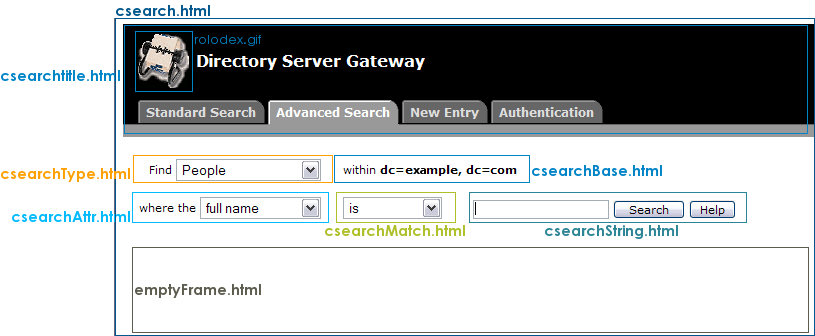 csearch.html
rolodex.gif
Directory Server Gateway
csearchtitle.html
Standard Search Advanced Search New Entry Authentication
csearchType.html Find People within dc=example, dc=com csearchBase.html
csearchAttr.html where the full name is Search Help
csearchMatch.html csearchString.html
emptyFrame.html